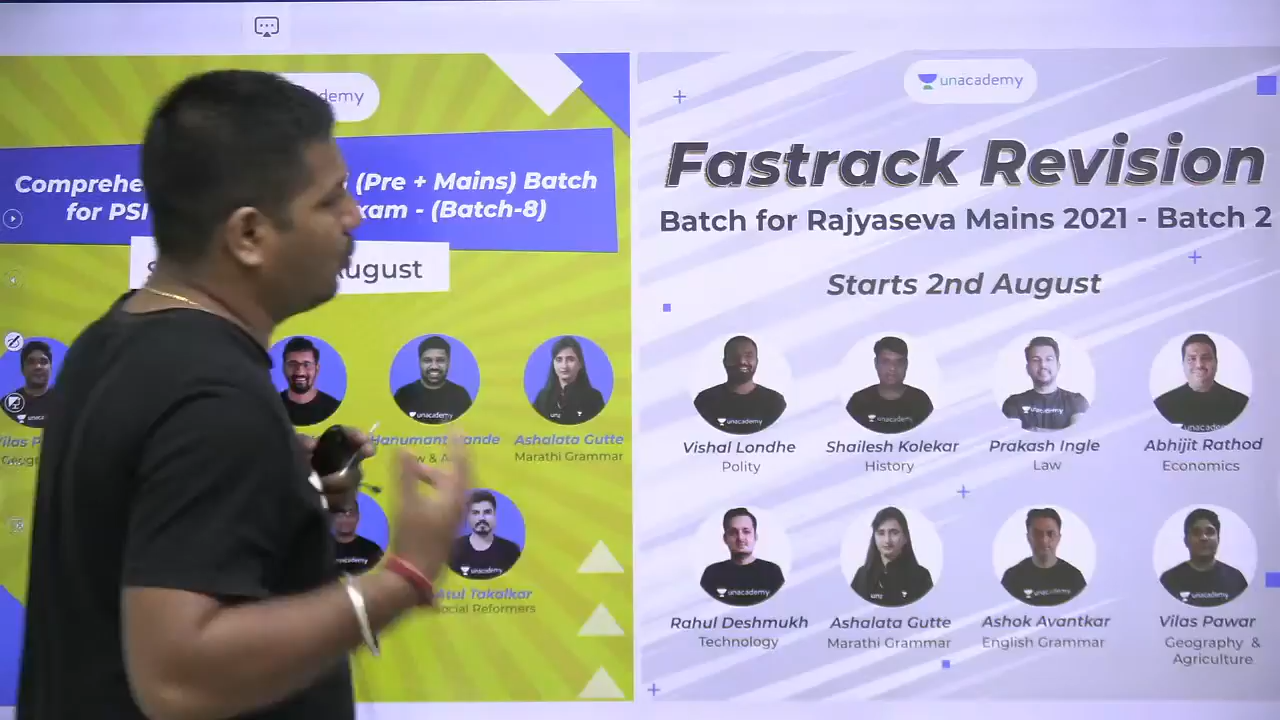 Comprehe (Pre + Mains) Batch
for PSI xam - (Batch-8)
August
Hanumant
Ashalata Gutte
Marathi Grammar
Atul Takalkar
Social Reformers
unacademy
Fastrack Revision
Batch for Rajyaseva Mains 2021 - Batch 2
Starts 2nd August
Vishal Londhe
Polity
Shailesh Kolekar
History
Prakash Ingle
Law
Abhijit Rathod
Economics
Rahul Deshmukh
Technology
Ashalata Gutte
Marathi Grammar
Ashok Avantkar
English Grammar
Vilas Pawar
Geography &
Agriculture